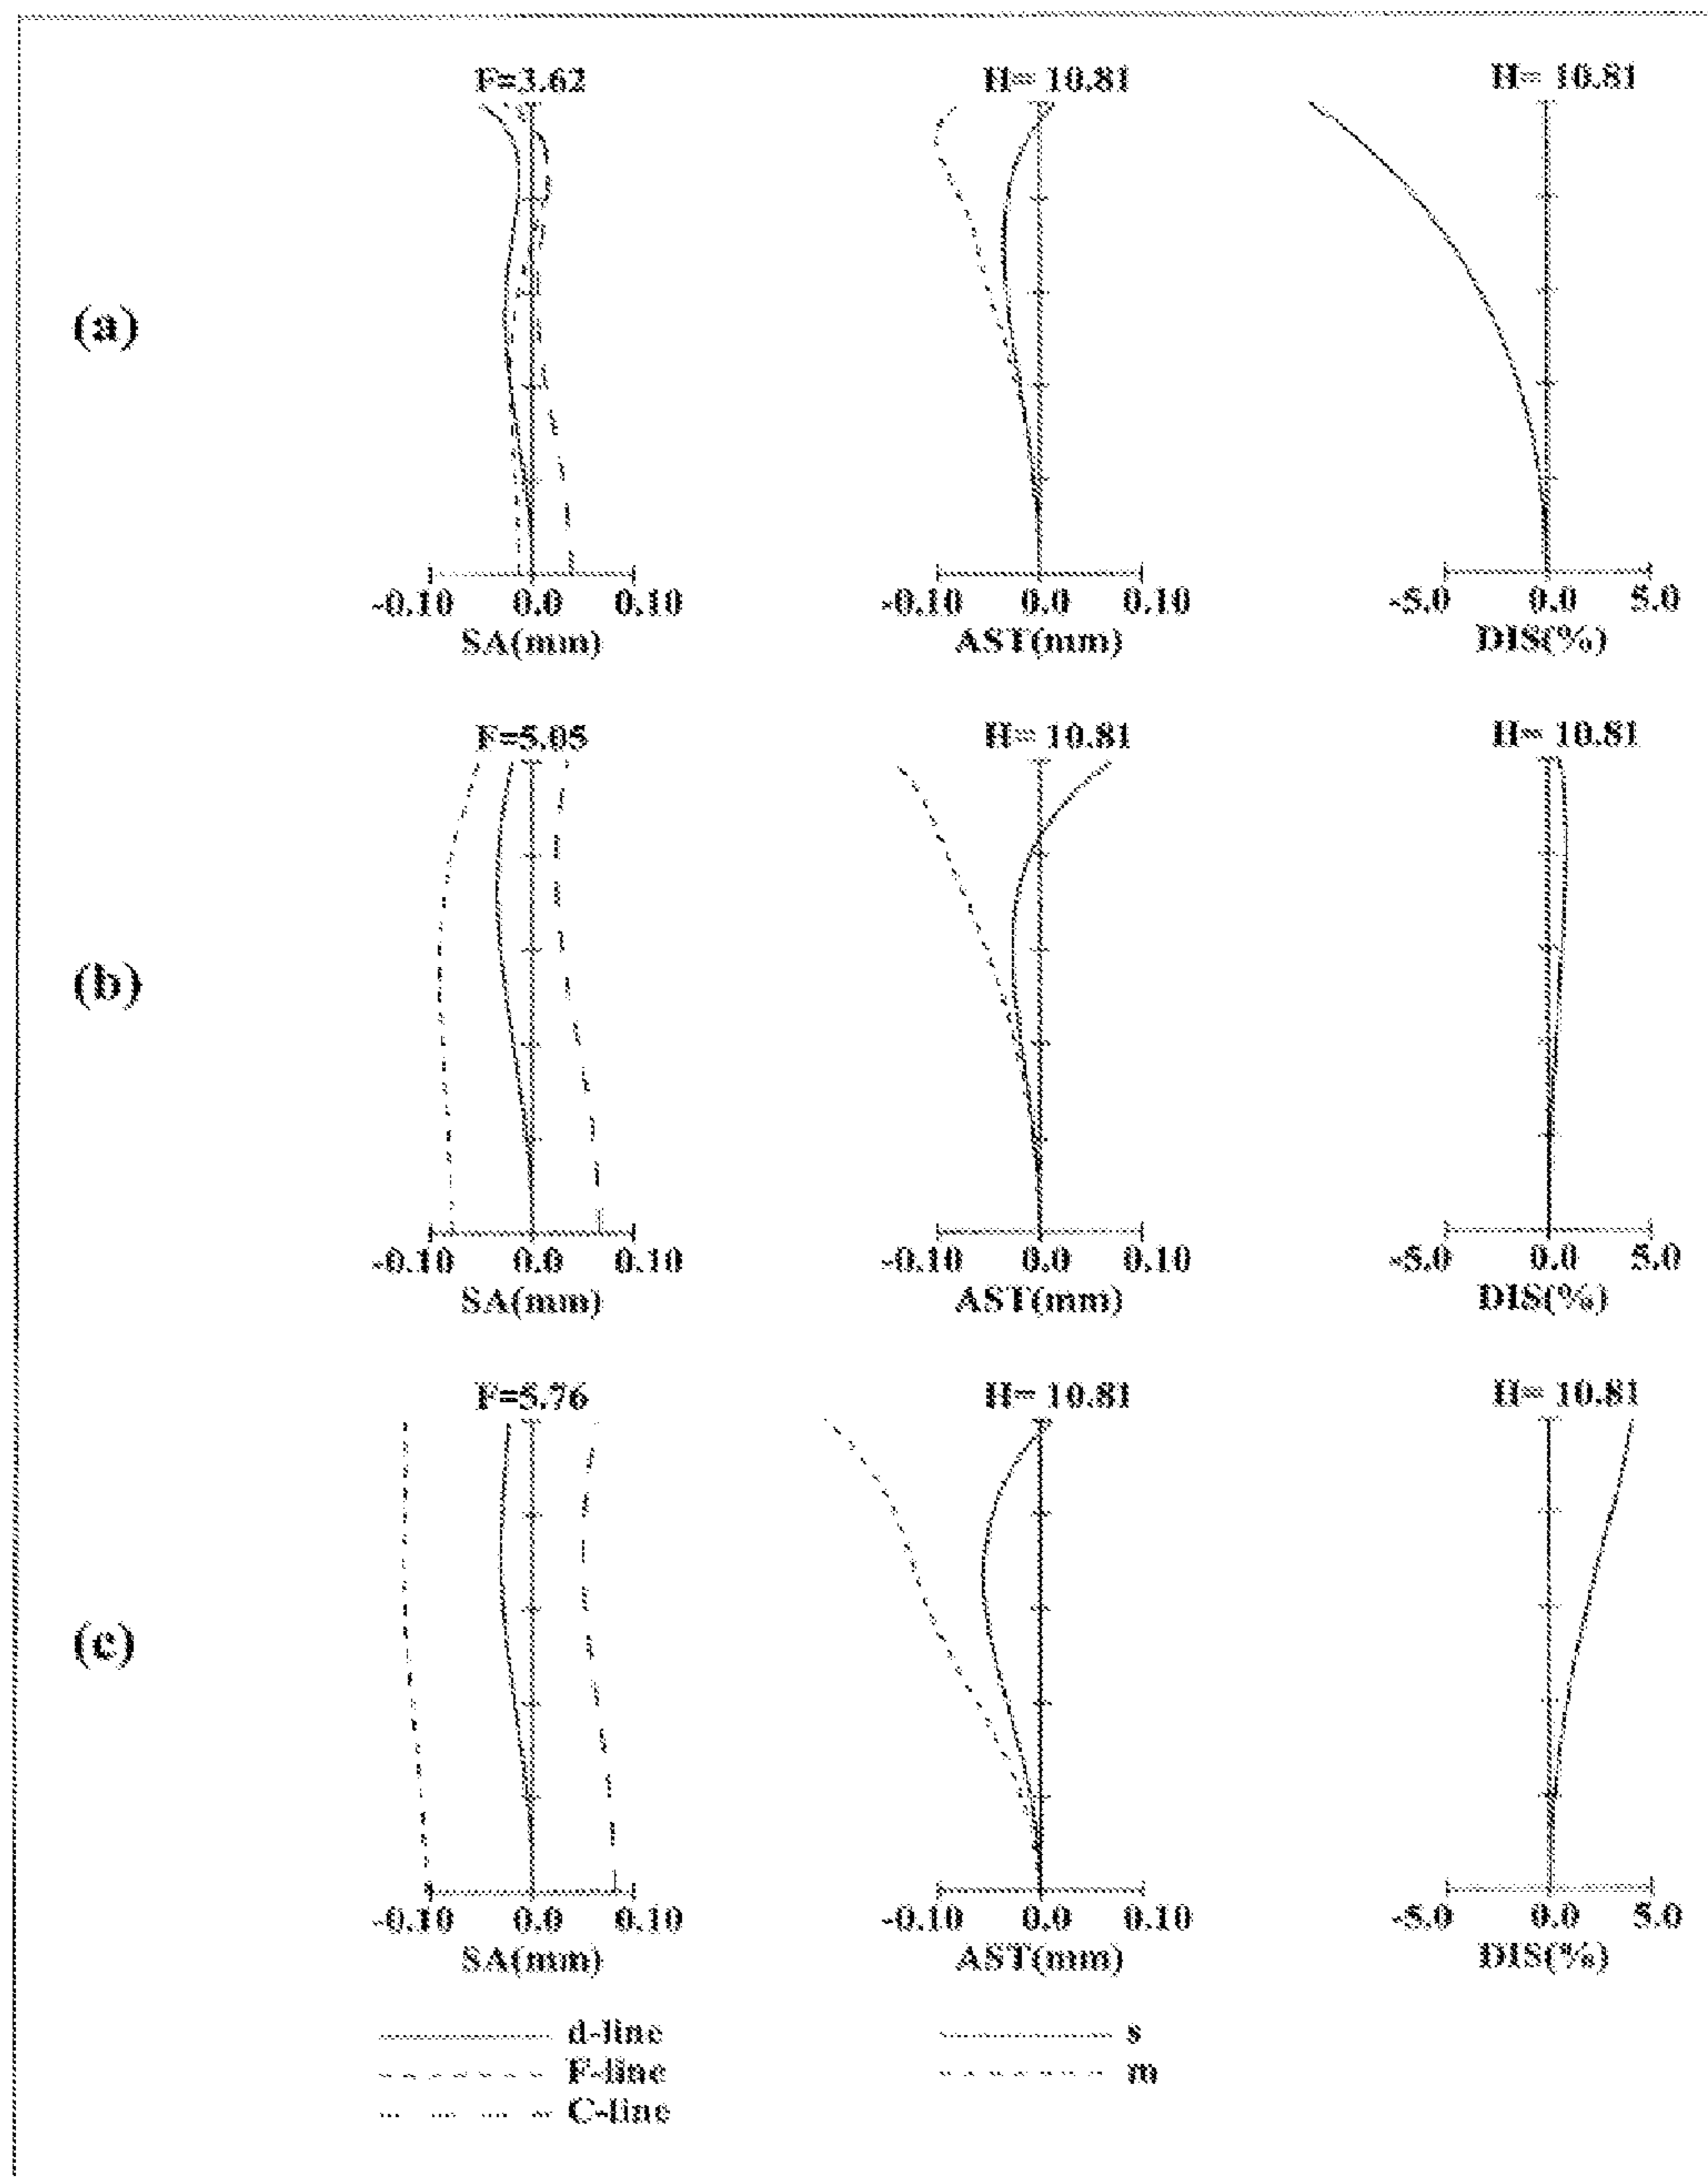 F=3.62 H= 10.81 H= 10.81
(a)
-0.10 0.0 0.10 -0.10 0.0 0.10 -5.0 0.0 5.0
SA(mm) AST(mm) DIS(%)
F=5.05 H= 10.81 H= 10.81
(b)
-0.10 0.0 0.10 -0.10 0.0 0.10 -5.0 0.0 5.0
SA(mm) AST(mm) DIS(%)
F=5.76 H= 10.81 H= 10.81
(c)
-0.10 0.0 0.10 -0.10 0.0 0.10 -5.0 0.0 5.0
SA(mm) AST(mm) DIS(%)
d-line s
F-line m
C-line